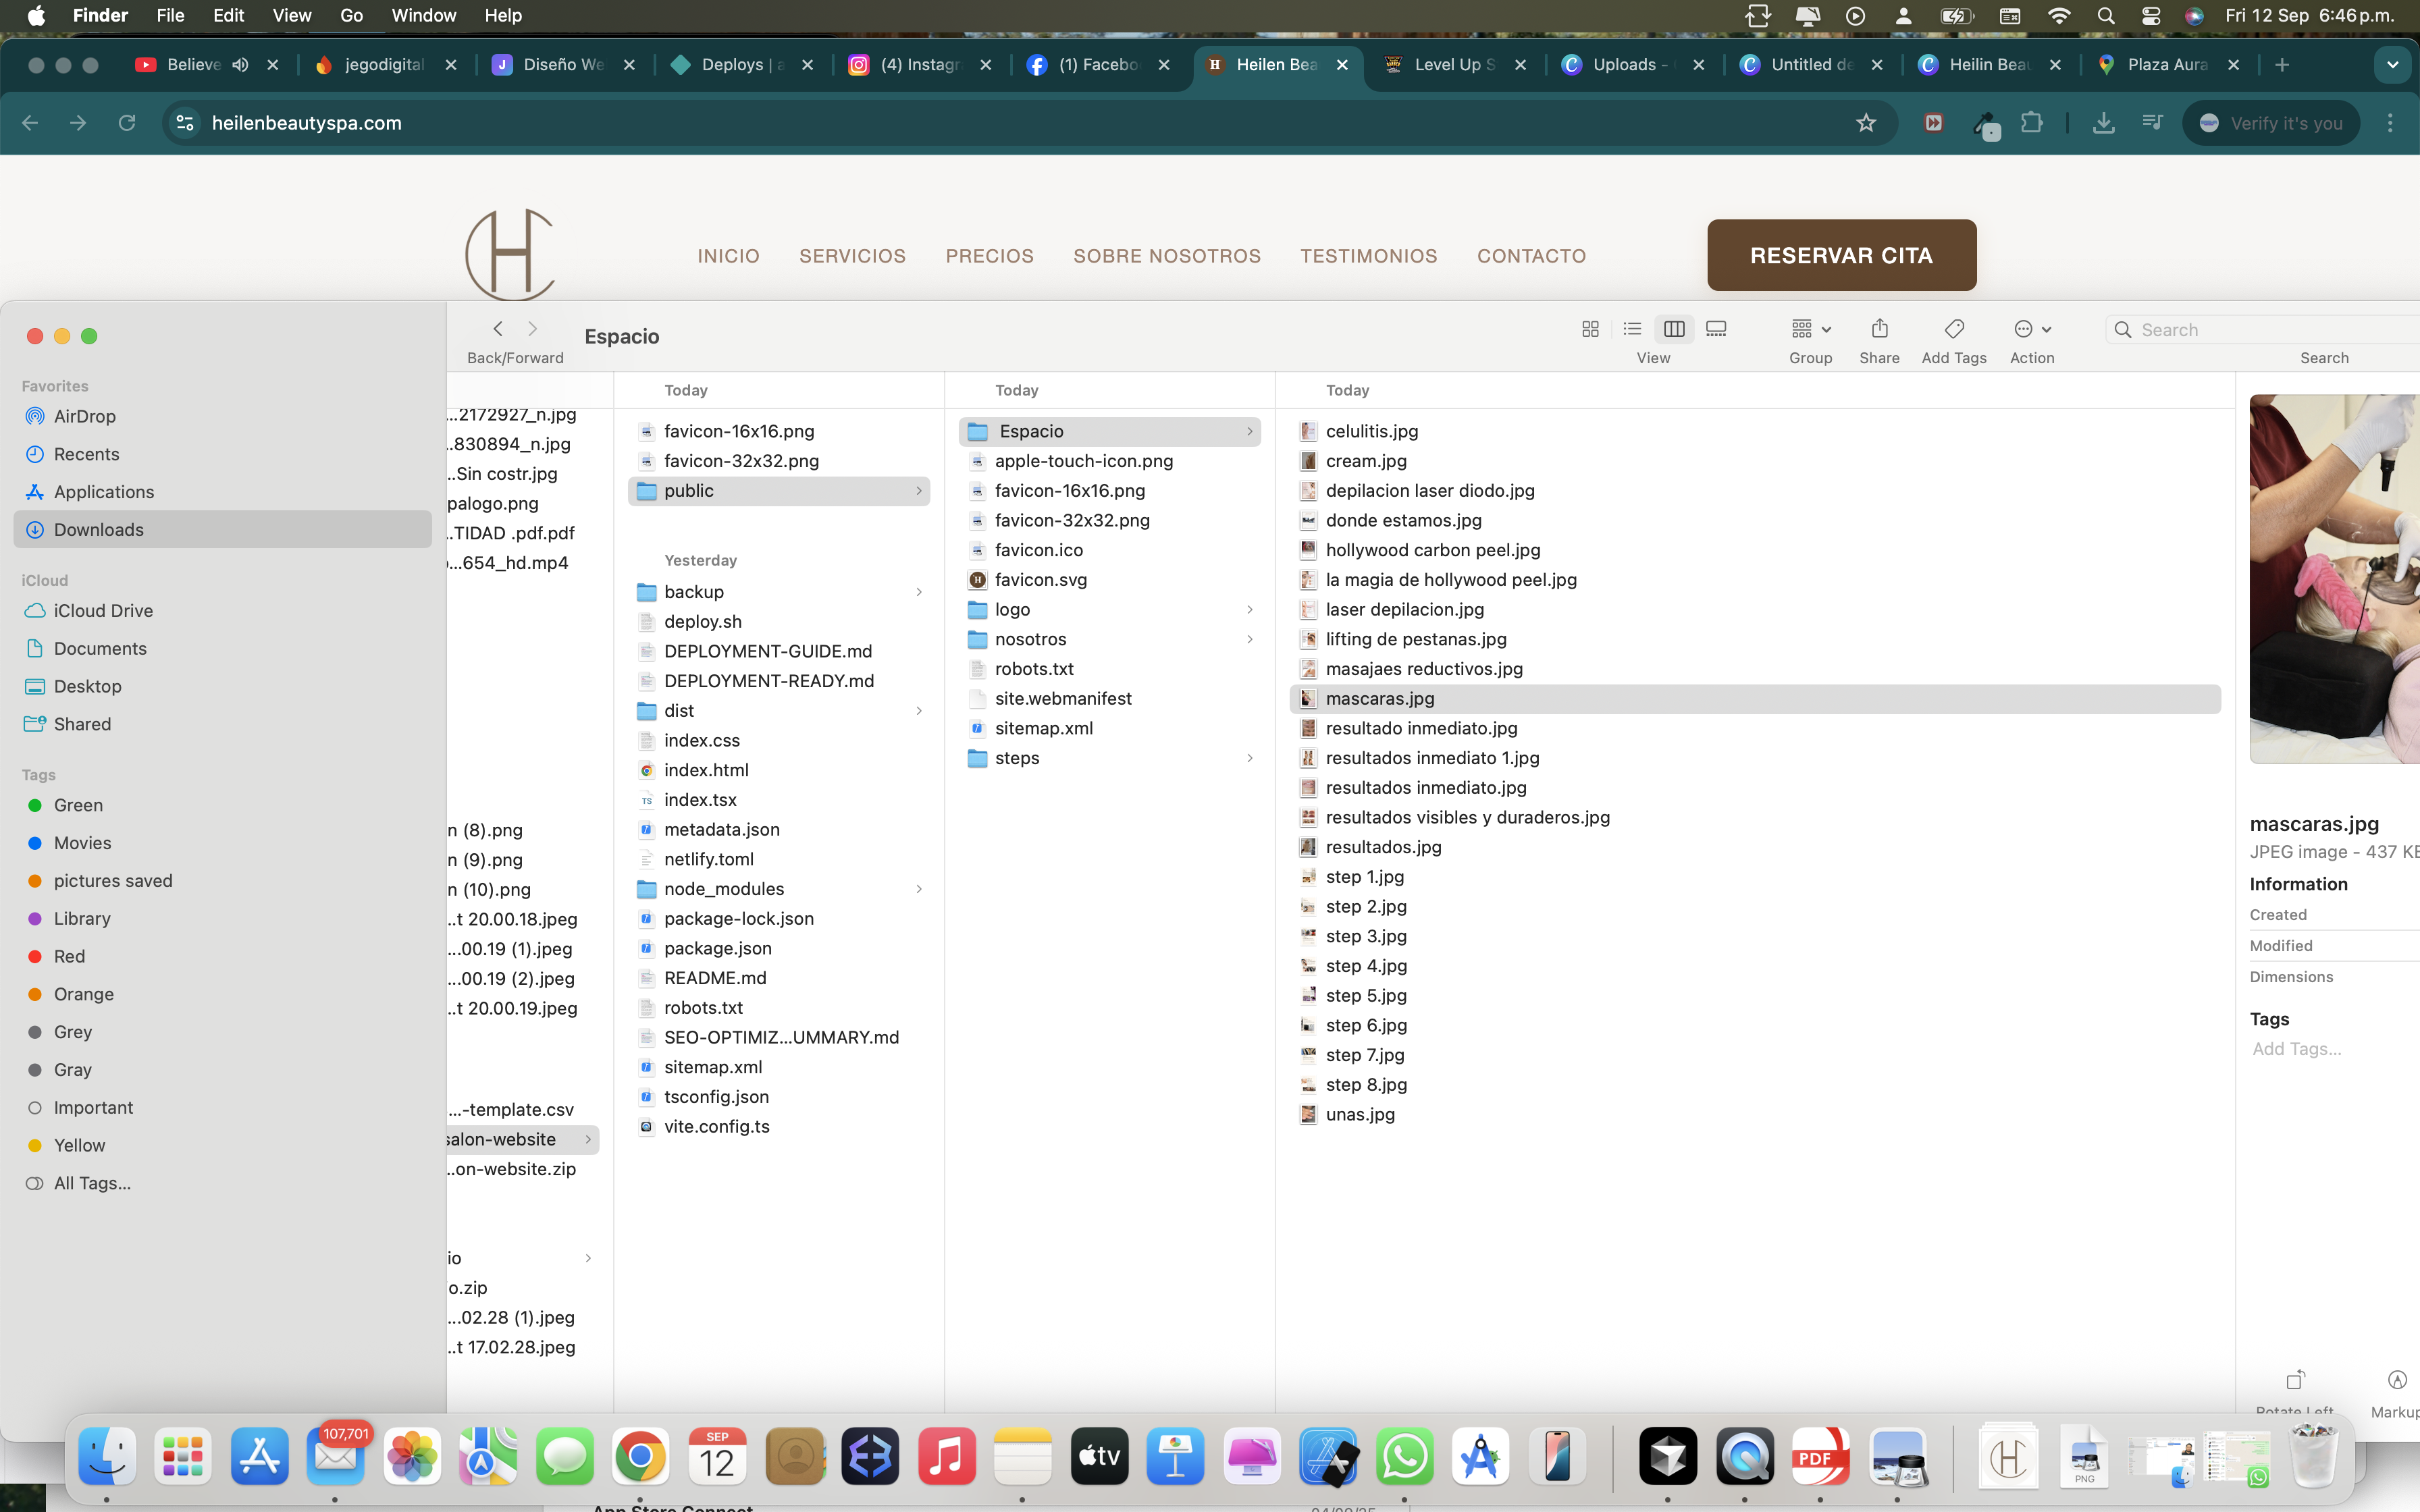 Finder File Edit View Go Window Help
Fri 12 Sep 6:46 p.m.
Believe
jegodigital
Diseño We
Deploys | a
(4) Instagr
(1) Facebo
Heilen Bea
Level Up S
Uploads -
Untitled de
Heilin Beau
Plaza Aura
heilenbeautyspa.com
Verify it's you
INICIO SERVICIOS PRECIOS SOBRE NOSOTROS TESTIMONIOS CONTACTO
RESERVAR CITA
Back/Forward
Espacio
View
Group
Share
Add Tags
Action
Search
Search
Favorites
AirDrop
Recents
Applications
Downloads
iCloud
iCloud Drive
Documents
Desktop
Shared
Tags
Green
Movies
pictures saved
Library
Red
Orange
Grey
Gray
Important
Yellow
All Tags...
...2172927_n.jpg
..830894_n.jpg
...Sin costr.jpg
palogo.png
..TIDAD .pdf.pdf
...654_hd.mp4
n (8).png
n (9).png
n (10).png
..t 20.00.18.jpeg
...00.19 (1).jpeg
...00.19 (2).jpeg
..t 20.00.19.jpeg
...-template.csv
salon-website
..on-website.zip
io
o.zip
...02.28 (1).jpeg
..t 17.02.28.jpeg
Today
favicon-16x16.png
favicon-32x32.png
public
Yesterday
backup
deploy.sh
DEPLOYMENT-GUIDE.md
DEPLOYMENT-READY.md
dist
index.css
index.html
index.tsx
metadata.json
netlify.toml
node_modules
package-lock.json
package.json
README.md
robots.txt
SEO-OPTIMIZ...UMMARY.md
sitemap.xml
tsconfig.json
vite.config.ts
Today
Espacio
apple-touch-icon.png
favicon-16x16.png
favicon-32x32.png
favicon.ico
favicon.svg
logo
nosotros
robots.txt
site.webmanifest
sitemap.xml
steps
Today
celulitis.jpg
cream.jpg
depilacion laser diodo.jpg
donde estamos.jpg
hollywood carbon peel.jpg
la magia de hollywood peel.jpg
laser depilacion.jpg
lifting de pestanas.jpg
masajaes reductivos.jpg
mascaras.jpg
resultado inmediato.jpg
resultados inmediato 1.jpg
resultados inmediato.jpg
resultados visibles y duraderos.jpg
resultados.jpg
step 1.jpg
step 2.jpg
step 3.jpg
step 4.jpg
step 5.jpg
step 6.jpg
step 7.jpg
step 8.jpg
unas.jpg
mascaras.jpg
JPEG image - 437 KB
Information
Created
Modified
Dimensions
Tags
Add Tags...
Rotate Left
Markup
107,701
SEP
12
tv
PDF
PNG
App Store Connect